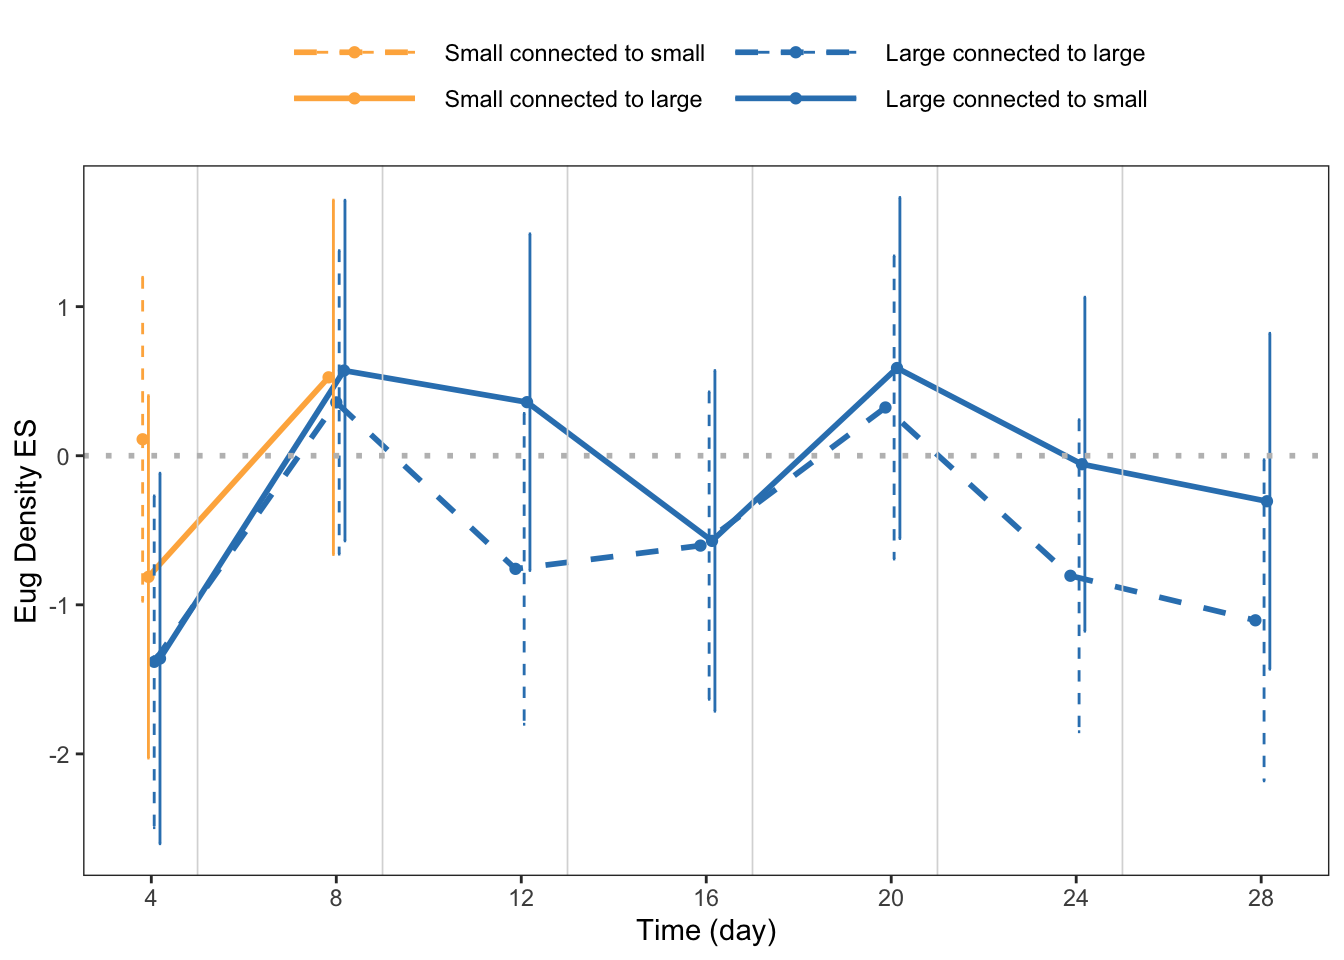 Small connected to small
Large connected to large
Small connected to large
Large connected to small
Eug Density ES
1
0
-1
-2
4 8 12 16 20 24 28
Time (day)